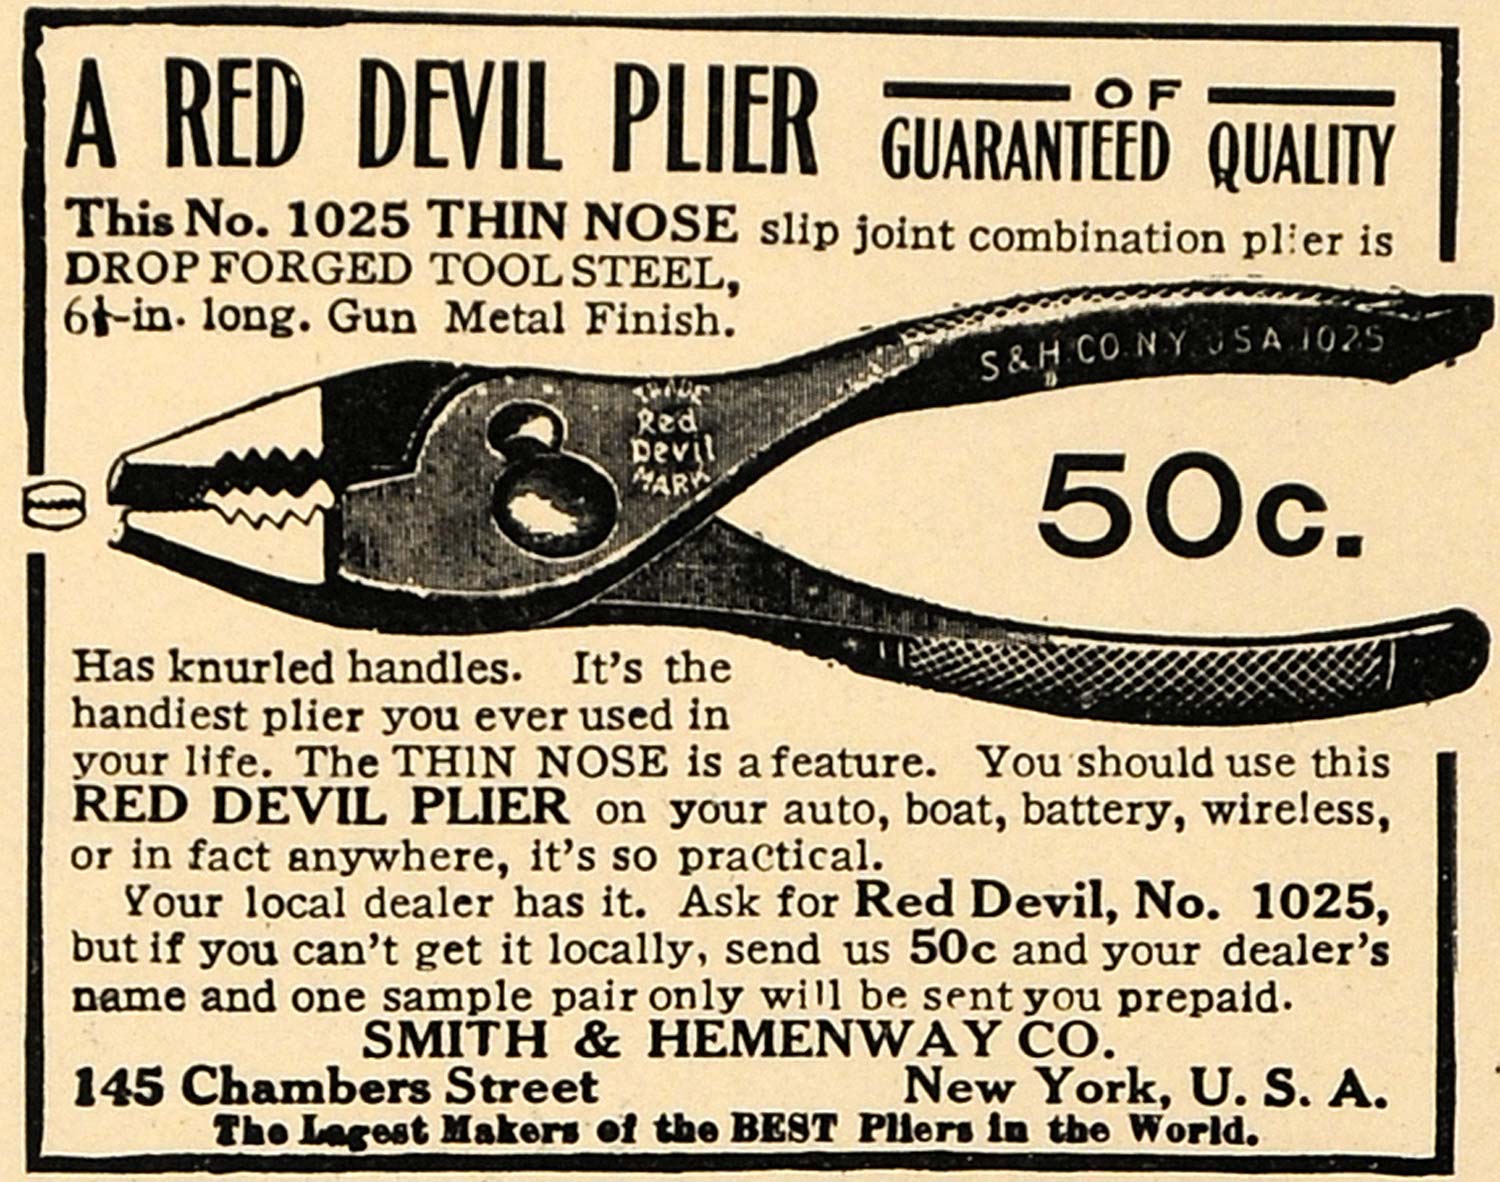 A RED DEVIL PLIER OF
GUARANTEED QUALITY
This No. 1025 THIN NOSE slip joint combination plier is
DROP FORGED TOOL STEEL,
in. long. Gun Metal Finish.
S & H. CO. N.Y. USA 1025
TRADE
Red
Devil
MARK
50c.
Has knurled handles. It's the
handiest plier you ever used in
your life. The THIN NOSE is a feature. You should use this
RED DEVIL PLIER on your auto, boat, battery, wireless,
or in fact anywhere, it's so practical.
Your local dealer has it. Ask for Red Devil, No. 1025,
but if you can't get it locally, send us 50c and your dealer's
name and one sample pair only will be sent you prepaid.
SMITH & HEMENWAY CO.
145 Chambers Street New York, U. S. A.
The Lagest Makers of the BEST Pliers in the World.